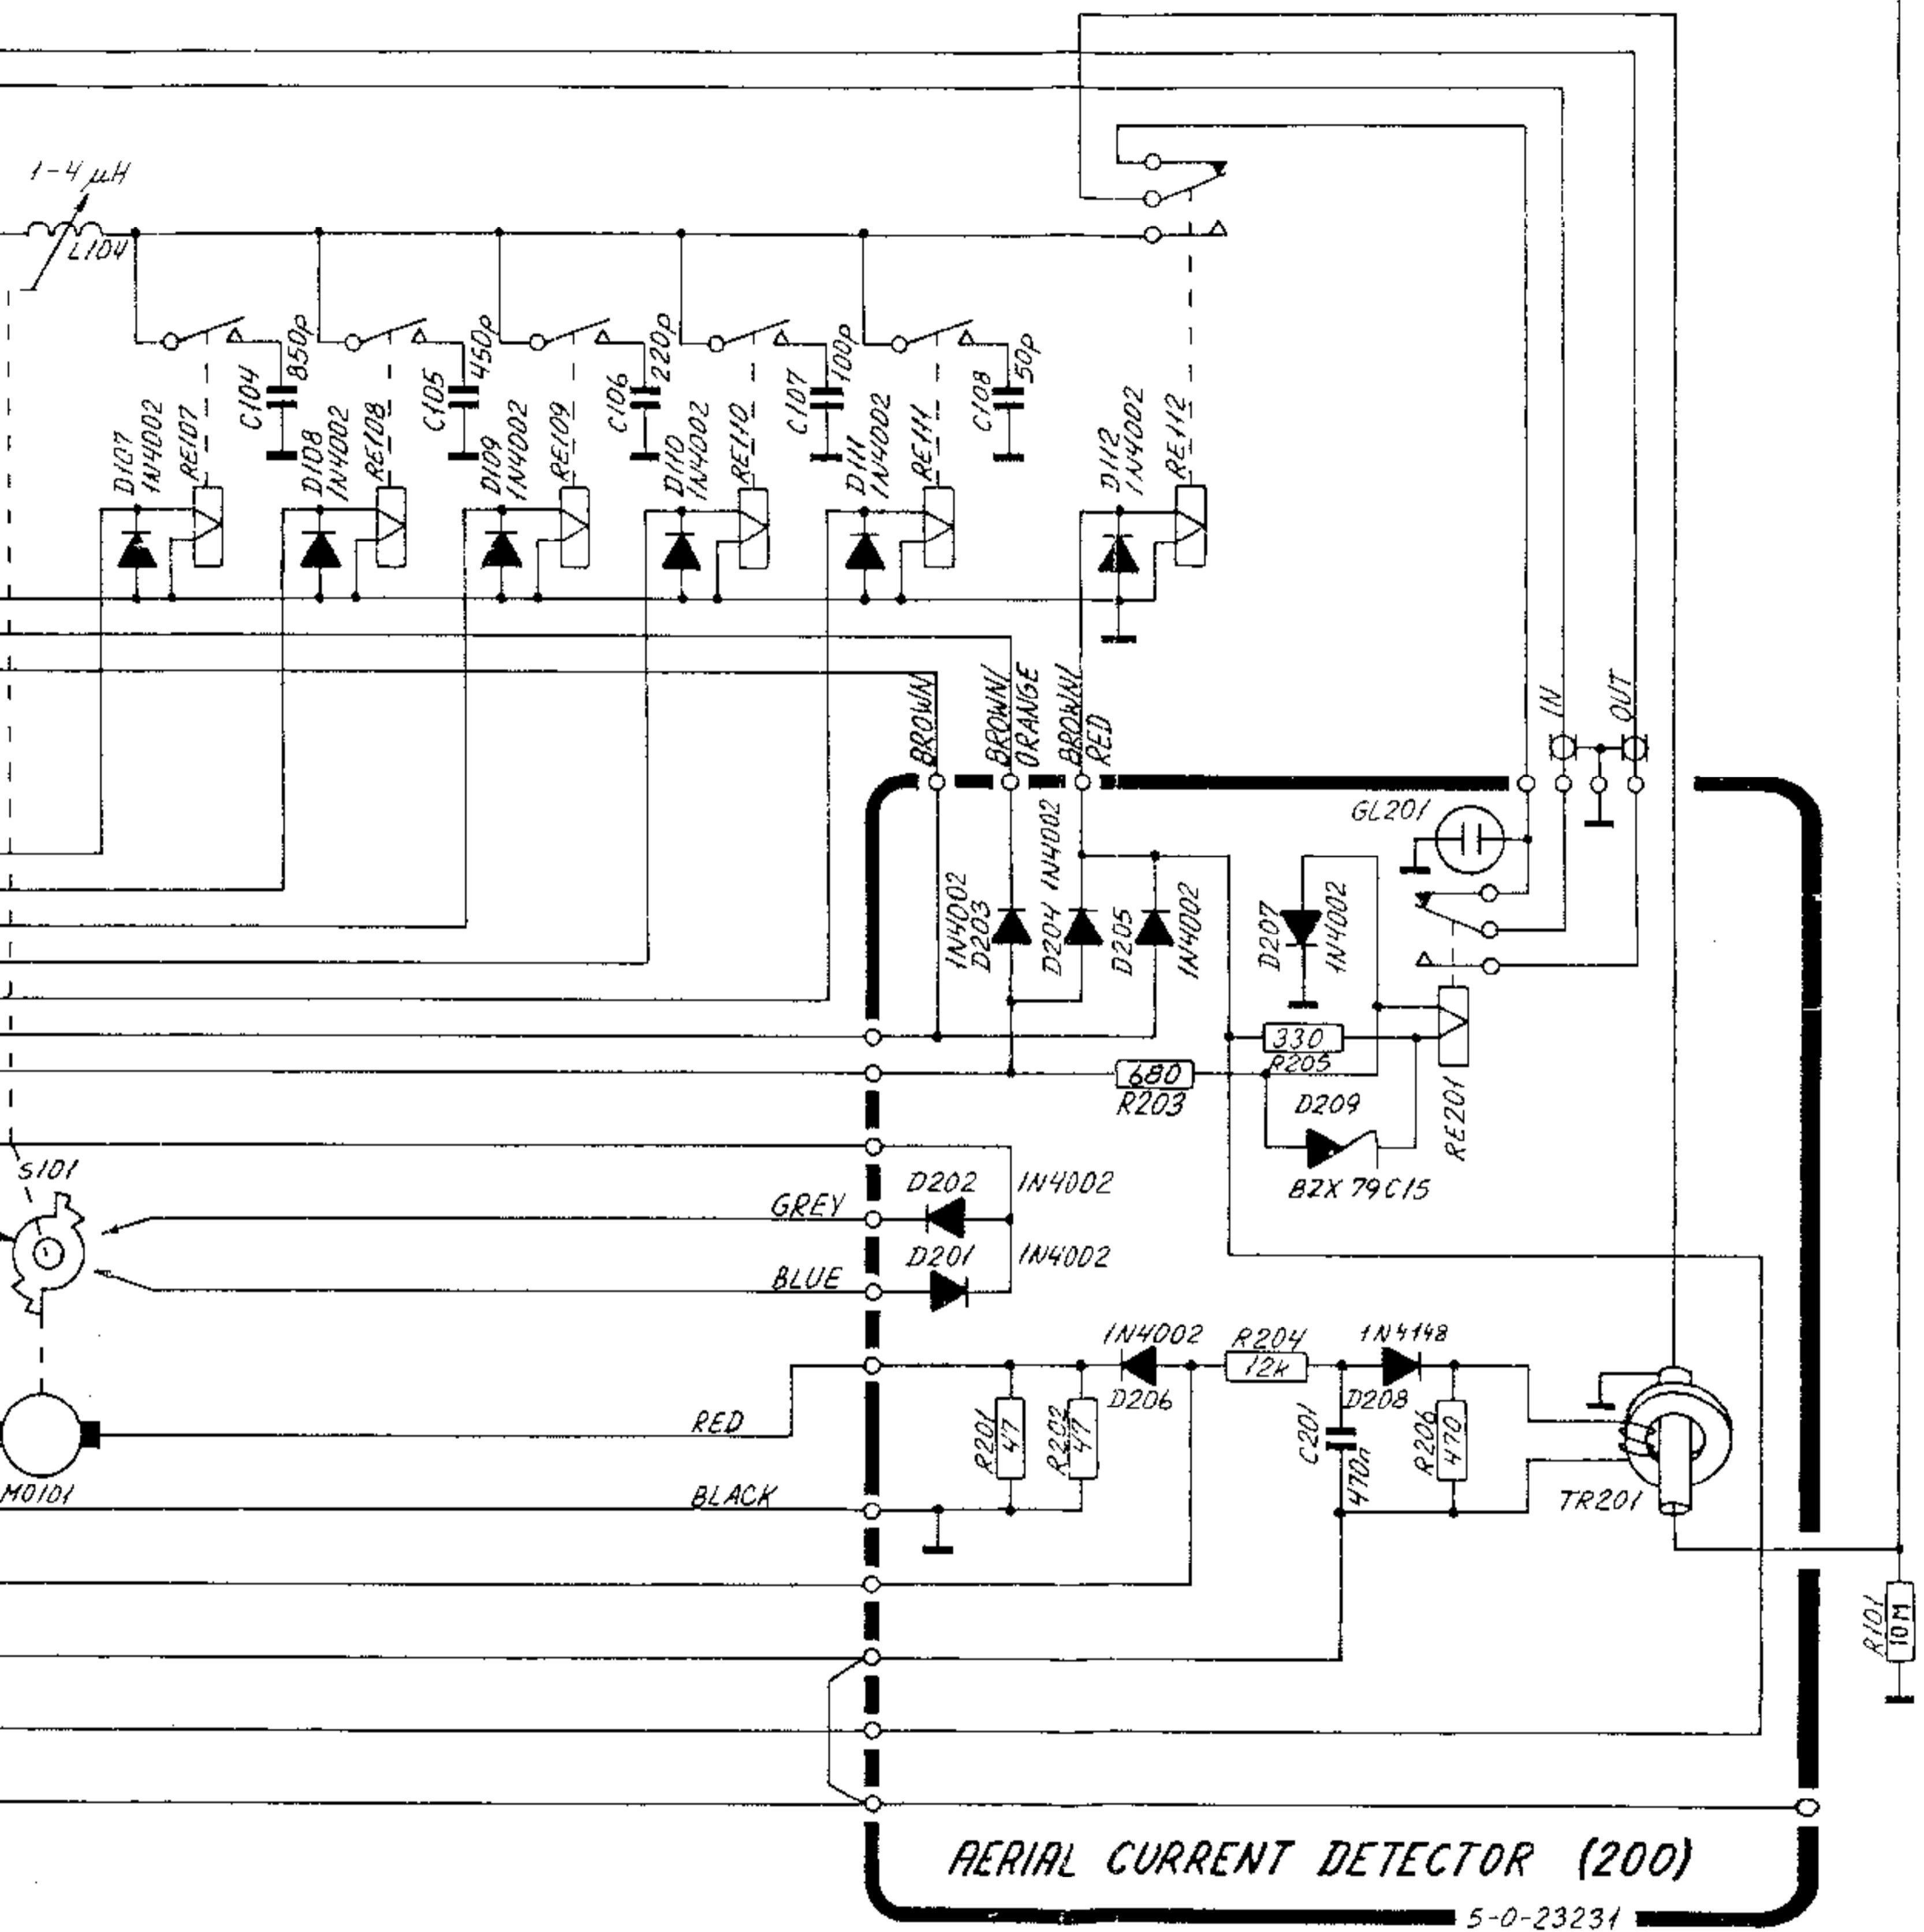 1-4 µH
L104
850p
C104
450p
C105
220p
C106
100p
C107
50p
C108
D107
1N4002
RE107
D108
1N4002
RE108
D109
1N4002
RE109
D110
1N4002
RE110
D111
1N4002
RE111
D112
1N4002
RE112
BROWN
BROWN/
ORANGE
BROWN/
RED
IN
OUT
GL201
1N4002
D203
D204 1N4002
D205
1N4002
D207
1N4002
330
R205
680
R203
D209
BZX 79C15
RE201
S101
GREY
D202
1N4002
BLUE
D201
1N4002
1N4002
D206
R204
12K
1N4148
D208
RED
R201
47
R202
47
C201
470n
R206
470
TR201
M0101
BLACK
R101
10M
AERIAL CURRENT DETECTOR (200)
5-0-23231